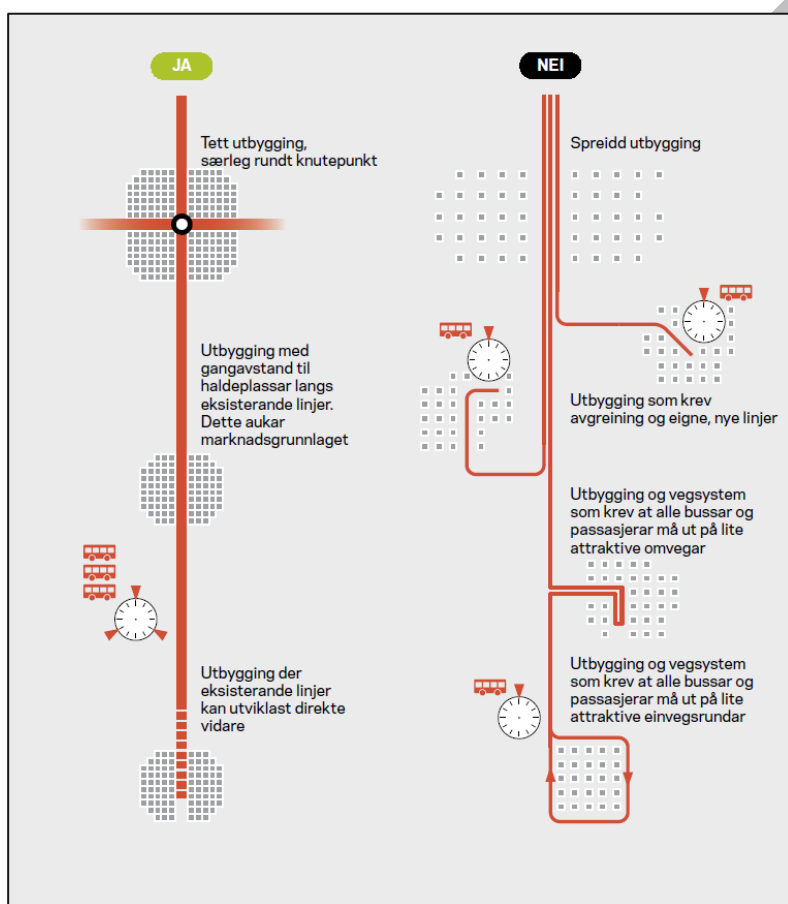 JA
Tett utbygging,
særleg rundt knutepunkt
Utbygging med
gangavstand til
haldeplassar langs
eksisterande linjer.
Dette aukar
marknadsgrunnlaget
Utbygging der
eksisterande linjer
kan utviklast direkte
vidare
NEI
Spreidd utbygging
Utbygging som krev
avgreining og eigne, nye linjer
Utbygging og vegsystem
som krev at alle bussar og
passasjerar må ut på lite
attraktive omvegar
Utbygging og vegsystem
som krev at alle bussar og
passasjerar må ut på lite
attraktive einvegsrundar